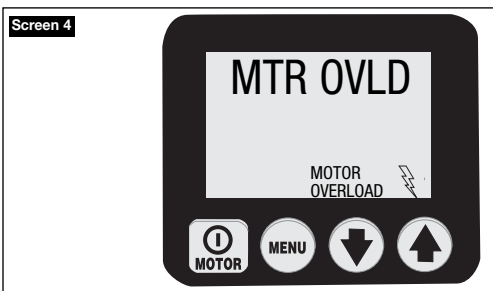 Screen 4
MTR OVLD
MOTOR
OVERLOAD
MOTOR
MENU